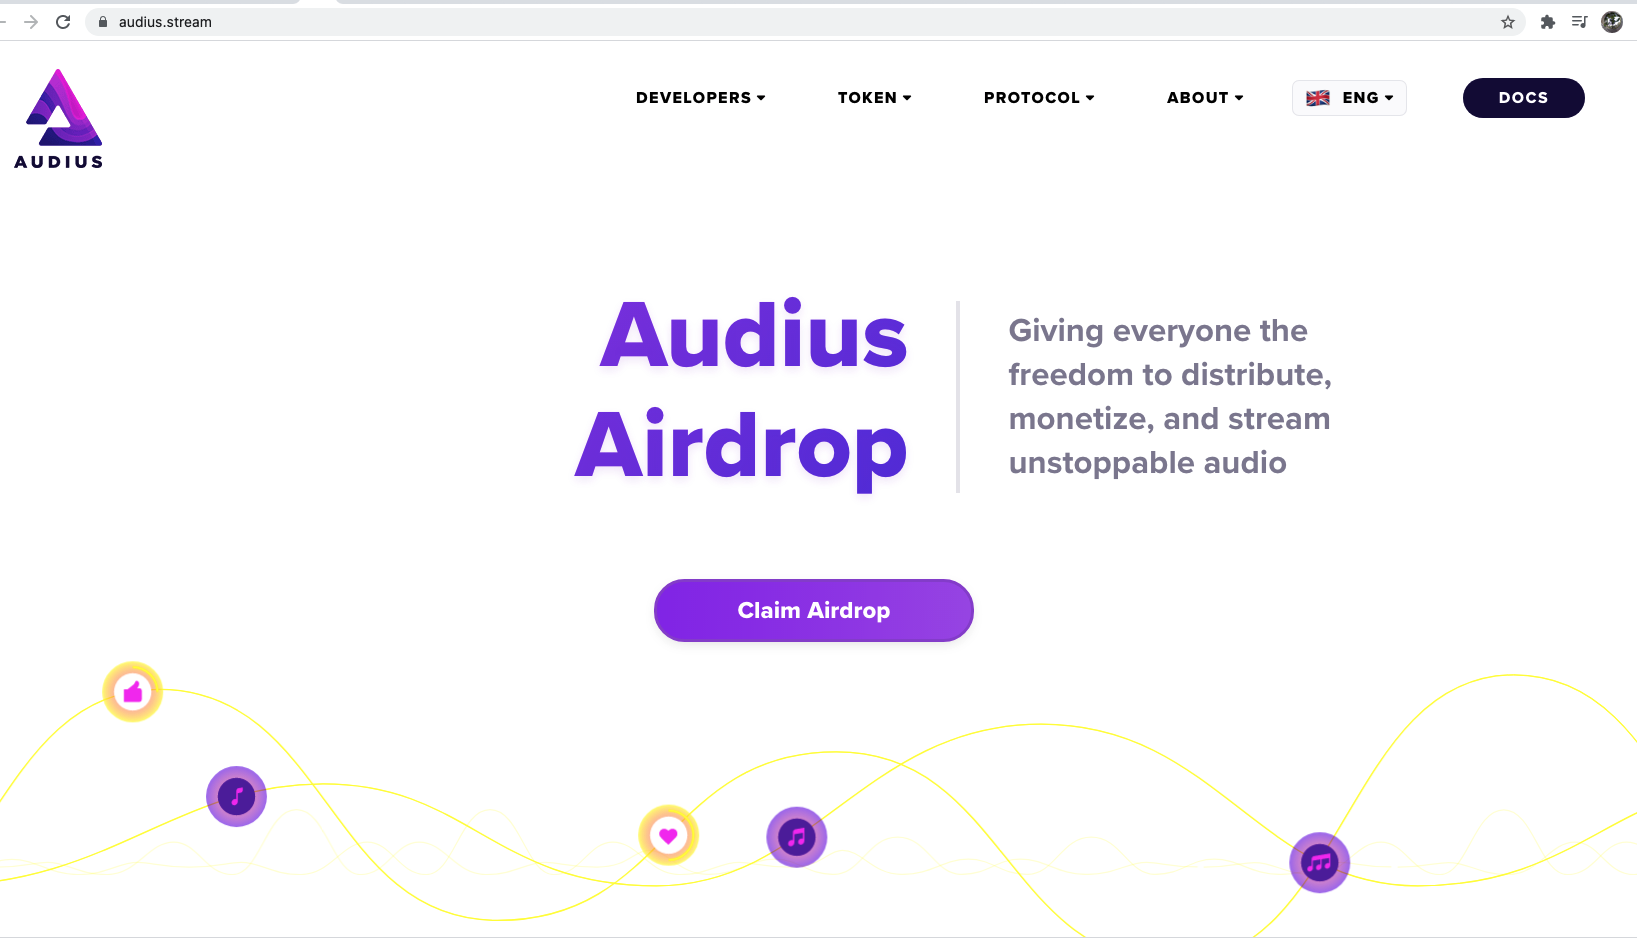 audius.stream
AUDIUS
DEVELOPERS
TOKEN
PROTOCOL
ABOUT
ENG
DOCS
Audius
Airdrop
Giving everyone the
freedom to distribute,
monetize, and stream
unstoppable audio
Claim Airdrop